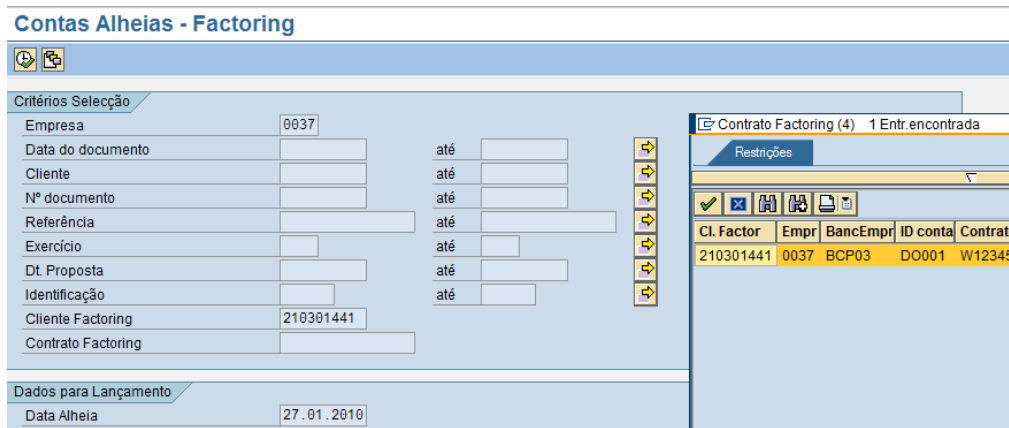 Contas Alheias - Factoring
Critérios Selecção
Empresa 0037
Data do documento até
Cliente até
Nº documento até
Referência até
Exercício até
Dt. Proposta até
Identificação até
Cliente Factoring 210301441
Contrato Factoring
Dados para Lançamento
Data Alheia 27.01.2010
Contrato Factoring (4) 1 Entr.encontrada
Restrições
Cl. Factor Empr BancEmpr ID conta Contrat
210301441 0037 BCP03 DO001 W12345